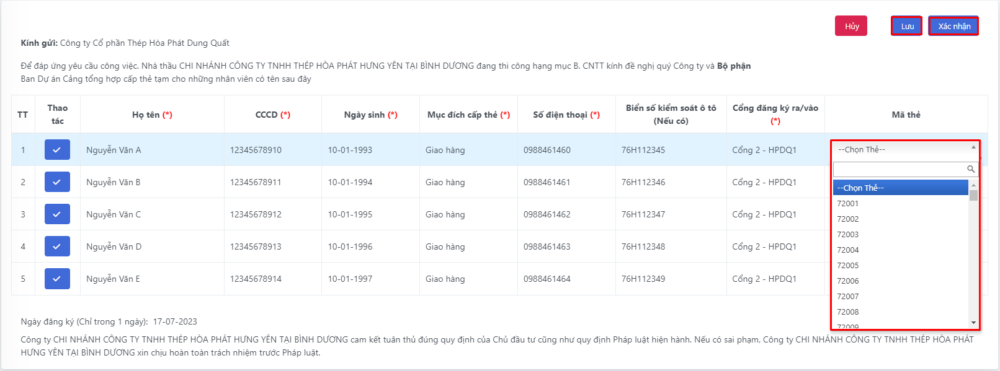 Hủy Lưu Xác nhận
Kính gửi: Công ty Cổ phần Thép Hòa Phát Dung Quất
Để đáp ứng yêu cầu công việc. Nhà thầu CHI NHÁNH CÔNG TY TNHH THÉP HÒA PHÁT HƯNG YÊN TẠI BÌNH DƯƠNG đang thi công hạng mục B. CNTT kính đề nghị quý Công ty và Bộ phận
Ban Dự án Cảng tổng hợp cấp thẻ tạm cho những nhân viên có tên sau đây
TT Thao tác Họ tên (*) CCCD (*) Ngày sinh (*) Mục đích cấp thẻ (*) Số điện thoại (*) Biển số kiểm soát ô tô (Nếu có) Cổng đăng ký ra/vào (*) Mã thẻ
1 Nguyễn Văn A 12345678910 10-01-1993 Giao hàng 0988461460 76H112345 Cổng 2 - HPDQ1 --Chọn Thẻ--
2 Nguyễn Văn B 12345678911 10-01-1994 Giao hàng 0988461461 76H112346 Cổng 2 - HPDQ1
3 Nguyễn Văn C 12345678912 10-01-1995 Giao hàng 0988461462 76H112347 Cổng 2 - HPDQ1
4 Nguyễn Văn D 12345678913 10-01-1996 Giao hàng 0988461463 76H112348 Cổng 2 - HPDQ1
5 Nguyễn Văn E 12345678914 10-01-1997 Giao hàng 0988461464 76H112349 Cổng 2 - HPDQ1
--Chọn Thẻ--
72001
72002
72003
72004
72005
72006
72007
72008
72009
Ngày đăng ký (Chỉ trong 1 ngày): 17-07-2023
Công ty CHI NHÁNH CÔNG TY TNHH THÉP HÒA PHÁT HƯNG YÊN TẠI BÌNH DƯƠNG cam kết tuân thủ đúng quy định của Chủ đầu tư cũng như quy định Pháp luật hiện hành. Nếu có sai phạm, Công ty CHI NHÁNH CÔNG TY TNHH THÉP HÒA PHÁT
HƯNG YÊN TẠI BÌNH DƯƠNG xin chịu hoàn toàn trách nhiệm trước Pháp luật.